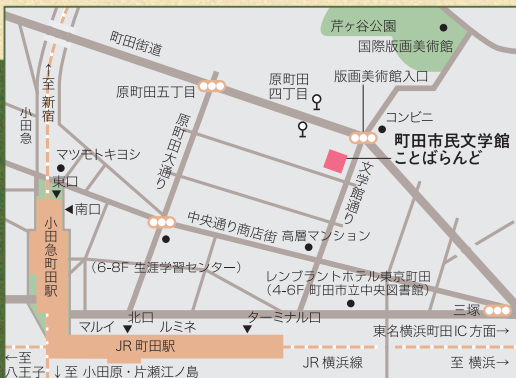 芹ヶ谷公園
国際版画美術館
町田街道
←至 新宿
小田急
原町田五丁目
原町田
四丁目
版画美術館入口
コンビニ
町田市民文学館
ことばらんど
マツモトキヨシ
東口
南口
小田急町田駅
原町田大通り
文学館通り
中央通り商店街
高層マンション
(6-8F 生涯学習センター)
レンブラントホテル東京町田
(4-6F 町田市立中央図書館)
三塚
マルイ
北口
ルミネ
ターミナル口
東名横浜町田IC方面→
JR 町田駅
JR 横浜線
至 横浜→
←至
八王子
↓至 小田原・片瀬江ノ島